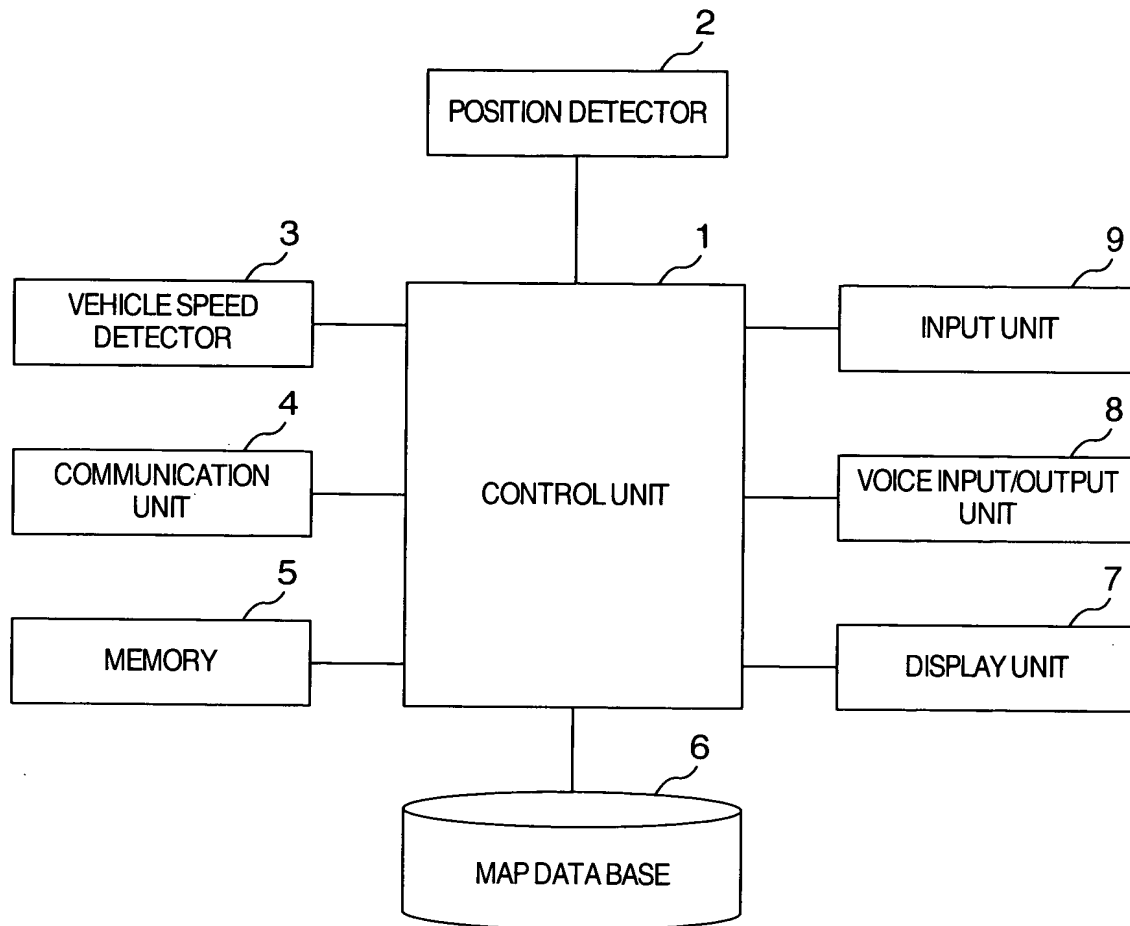 2
POSITION DETECTOR
3
VEHICLE SPEED
DETECTOR
1
9
INPUT UNIT
4
COMMUNICATION
UNIT
CONTROL UNIT
8
VOICE INPUT/OUTPUT
UNIT
5
MEMORY
7
DISPLAY UNIT
6
MAP DATA BASE